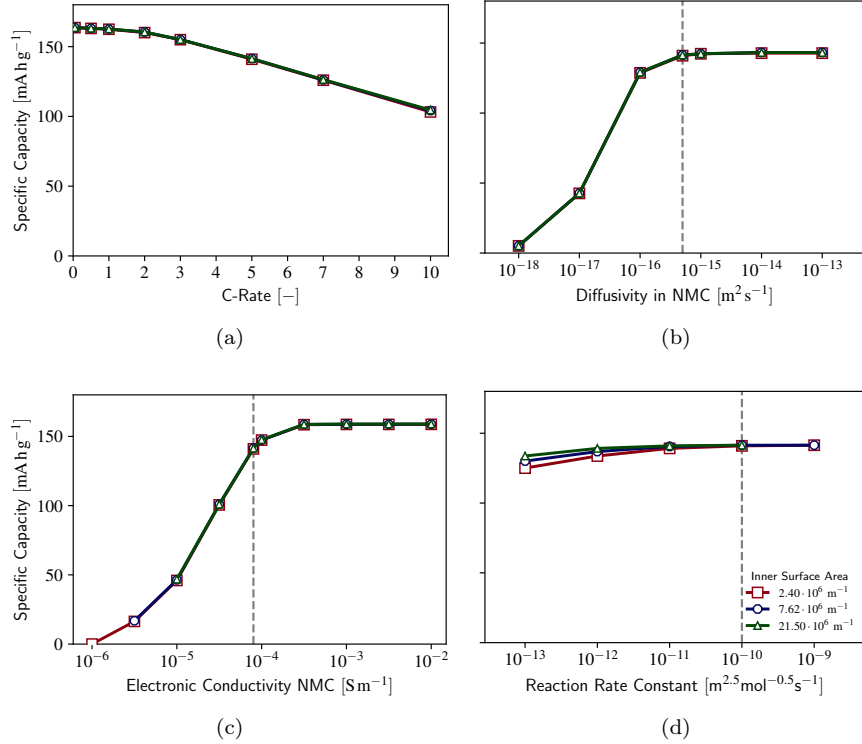 150
100
50
0
Specific Capacity [mA h g⁻¹]
0 1 2 3 4 5 6 7 8 9 10
C-Rate [−]
(a)
10⁻¹⁸ 10⁻¹⁷ 10⁻¹⁶ 10⁻¹⁵ 10⁻¹⁴ 10⁻¹³
Diffusivity in NMC [m² s⁻¹]
(b)
150
100
50
0
Specific Capacity [mA h g⁻¹]
10⁻⁶ 10⁻⁵ 10⁻⁴ 10⁻³ 10⁻²
Electronic Conductivity NMC [S m⁻¹]
(c)
Inner Surface Area
2.40 · 10⁶ m⁻¹
7.62 · 10⁶ m⁻¹
21.50 · 10⁶ m⁻¹
10⁻¹³ 10⁻¹² 10⁻¹¹ 10⁻¹⁰ 10⁻⁹
Reaction Rate Constant [m²·⁵mol⁻⁰·⁵s⁻¹]
(d)